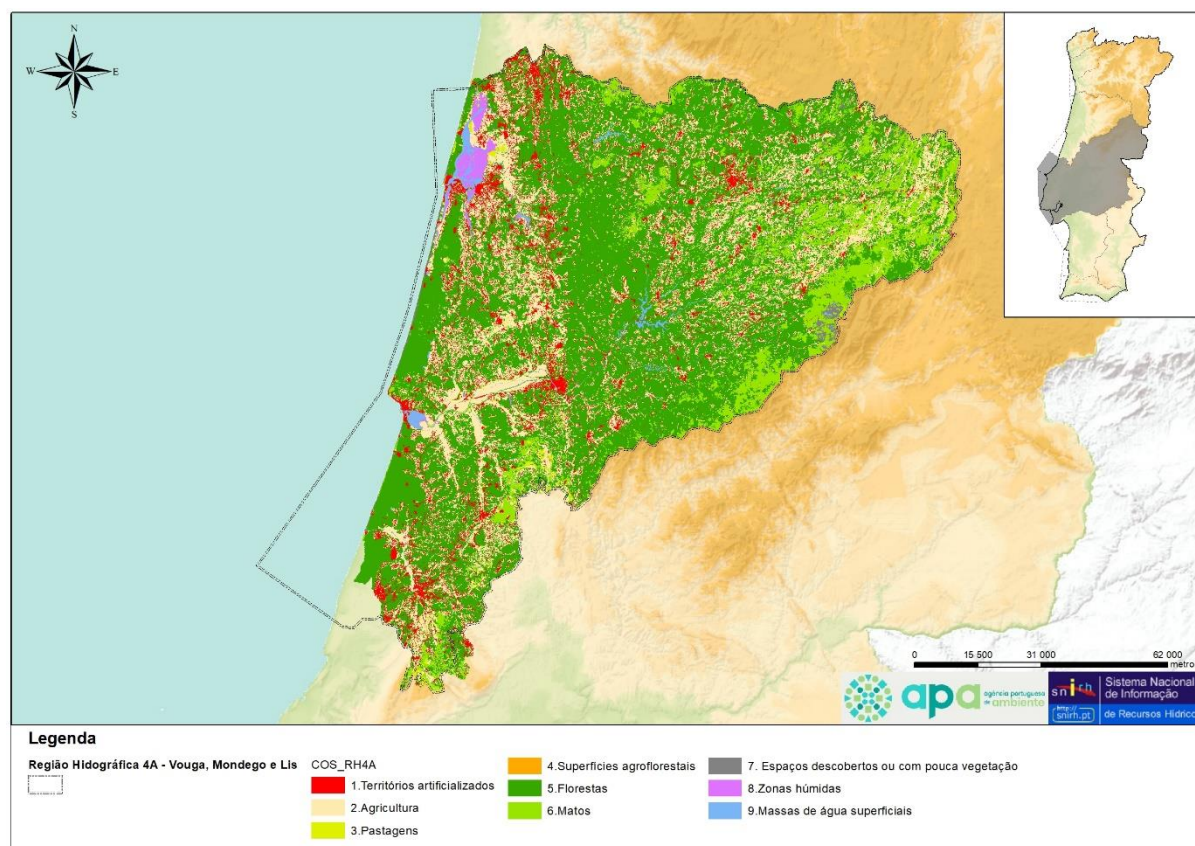 N
W
E
S
0 15 500 31 000 62 000
metro
apa
agência portuguesa
do ambiente
snirh
http://
snirh.pt
Sistema Nacional
de Informação
de Recursos Hídrico
Legenda
Região Hidográfica 4A - Vouga, Mondego e Lis
COS_RH4A
1.Territórios artificializados
2.Agricultura
3.Pastagens
4.Superfícies agroflorestais
5.Florestas
6.Matos
7. Espaços descobertos ou com pouca vegetação
8.Zonas húmidas
9.Massas de água superficiais